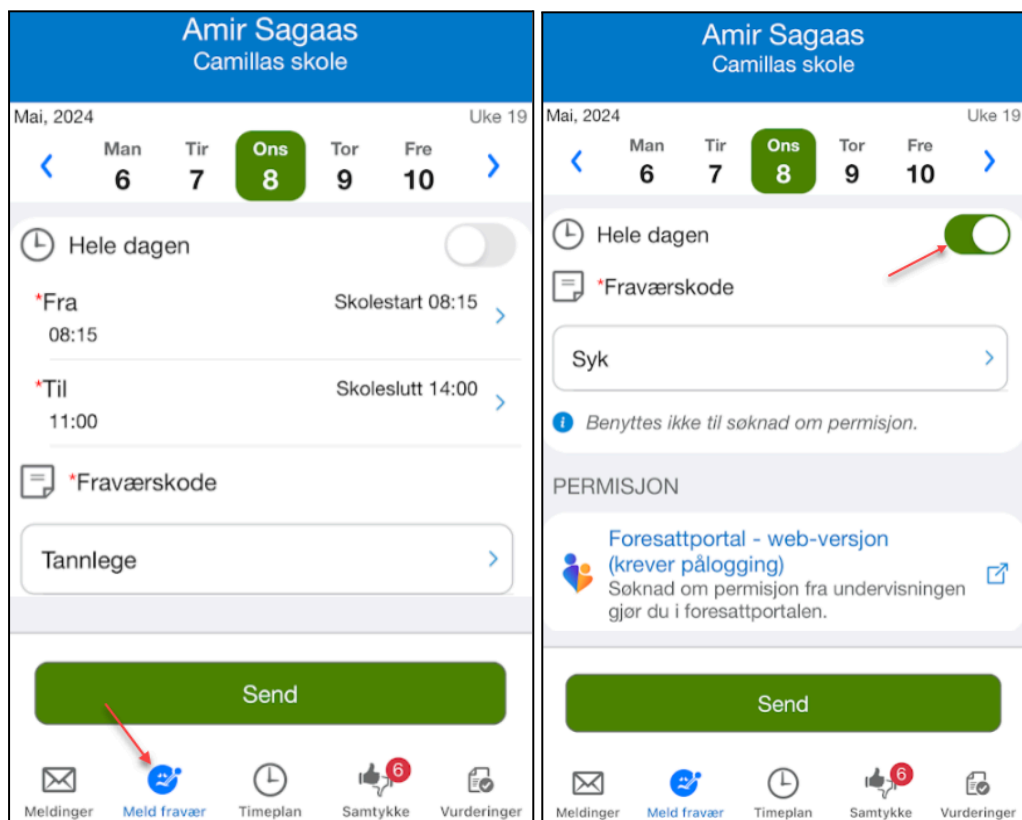 Amir Sagaas
Camillas skole
Mai, 2024
Uke 19
Man Tir Ons Tor Fre
6 7 8 9 10
Hele dagen
*Fra
Skolestart 08:15
08:15
*Til
Skoleslutt 14:00
11:00
*Fraværskode
Tannlege
Send
6
Meldinger Meld fravær Timeplan Samtykke Vurderinger
Amir Sagaas
Camillas skole
Mai, 2024
Uke 19
Man Tir Ons Tor Fre
6 7 8 9 10
Hele dagen
*Fraværskode
Syk
Benyttes ikke til søknad om permisjon.
PERMISJON
Foresattportal - web-versjon
(krever pålogging)
Søknad om permisjon fra undervisningen
gjør du i foresattportalen.
Send
6
Meldinger Meld fravær Timeplan Samtykke Vurderinger